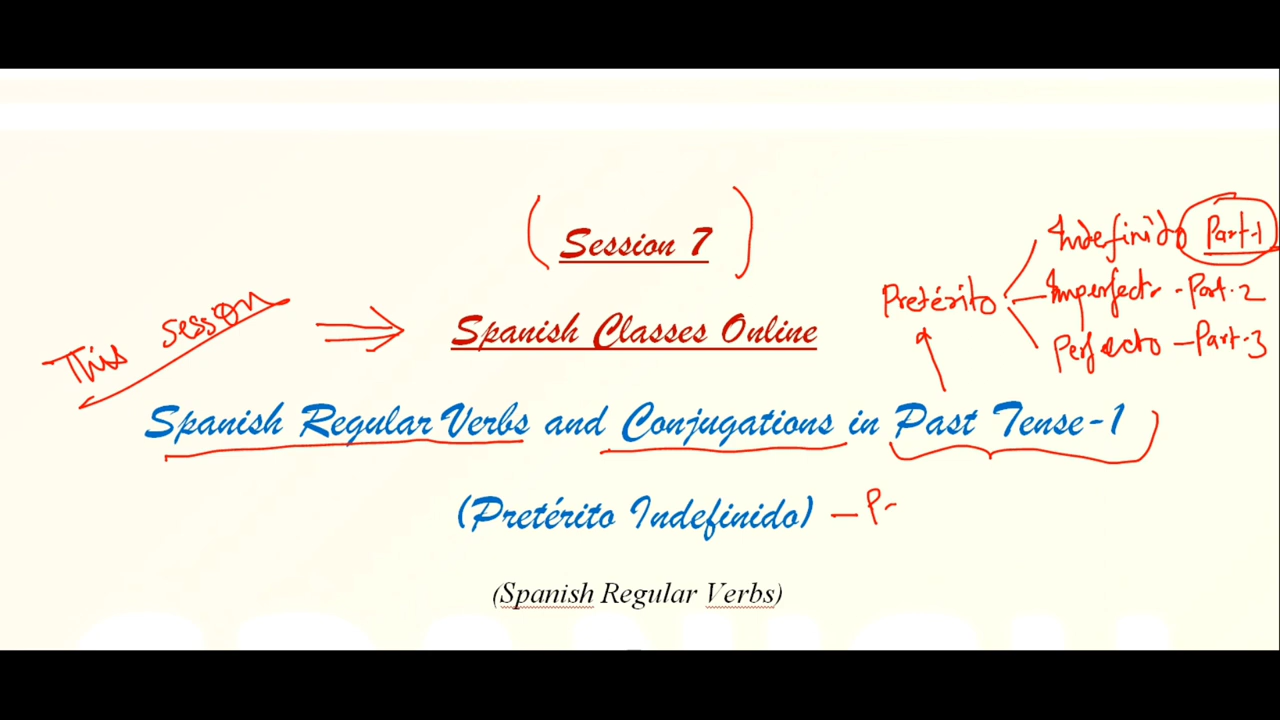 Session 7
Spanish Classes Online
Spanish Regular Verbs and Conjugations in Past Tense-1
(Pretérito Indefinido) – P-
(Spanish Regular Verbs)
This session
Pretérito
Indefinido Part-1
Imperfecto - Part-2
Perfecto - Part-3